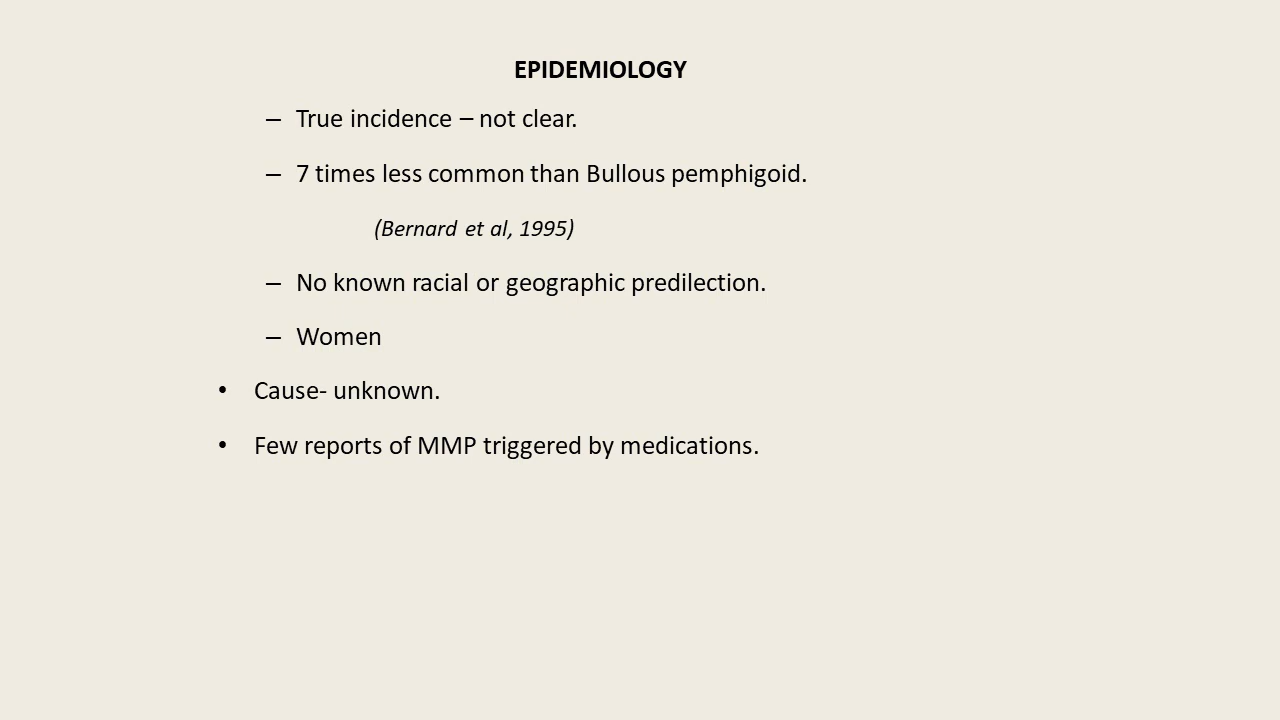 EPIDEMIOLOGY
– True incidence – not clear.
– 7 times less common than Bullous pemphigoid.
(Bernard et al, 1995)
– No known racial or geographic predilection.
– Women
• Cause- unknown.
• Few reports of MMP triggered by medications.